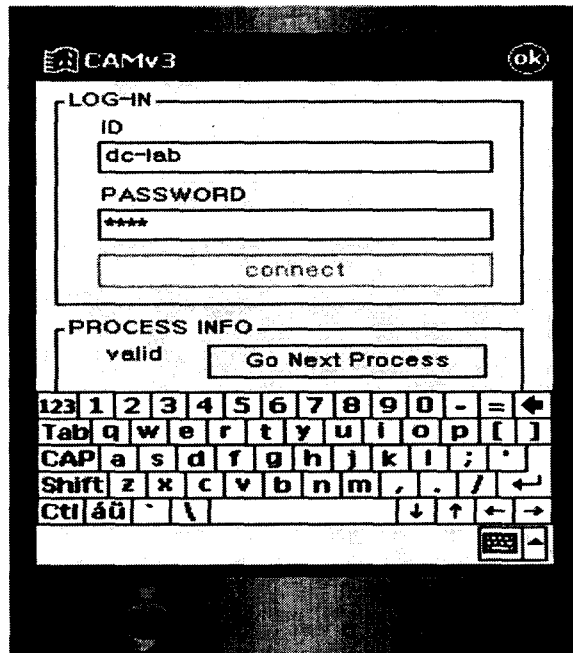 CAMv3 ok
LOG-IN
ID
dc-lab
PASSWORD
****
connect
PROCESS INFO
valid Go Next Process
123 1 2 3 4 5 6 7 8 9 0 - = ←
Tab q w e r t y u i o p [ ]
CAP a s d f g h j k l ; '
Shift z x c v b n m , . / ↵
Ctl áü ` \ ↓ ↑ ← →